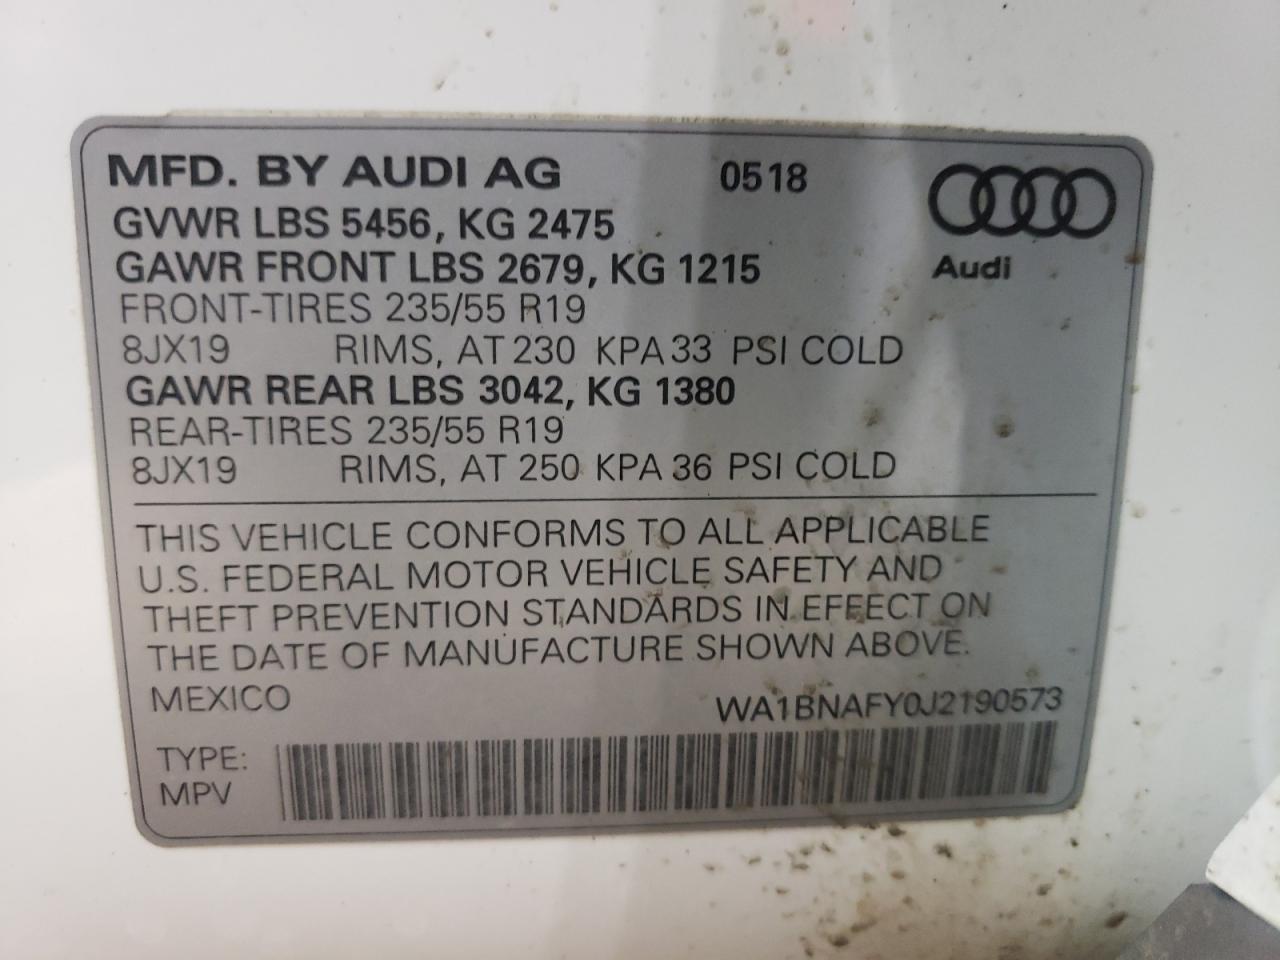 MFD. BY AUDI AG 0518
GVWR LBS 5456, KG 2475
GAWR FRONT LBS 2679, KG 1215
Audi
FRONT-TIRES 235/55 R19
8JX19 RIMS, AT 230 KPA 33 PSI COLD
GAWR REAR LBS 3042, KG 1380
REAR-TIRES 235/55 R19
8JX19 RIMS, AT 250 KPA 36 PSI COLD
THIS VEHICLE CONFORMS TO ALL APPLICABLE
U.S. FEDERAL MOTOR VEHICLE SAFETY AND
THEFT PREVENTION STANDARDS IN EFFECT ON
THE DATE OF MANUFACTURE SHOWN ABOVE.
MEXICO WA1BNAFY0J2190573
TYPE:
MPV